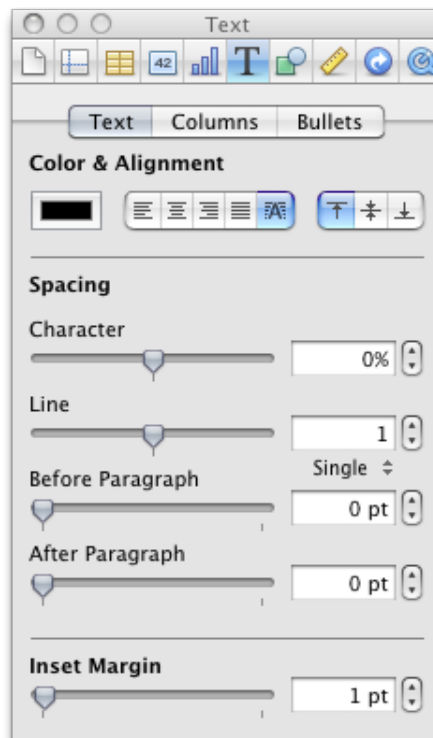 Text
42
T
Text Columns Bullets
Color & Alignment
A
Spacing
Character
0%
Line
1
Single
Before Paragraph
0 pt
After Paragraph
0 pt
Inset Margin
1 pt